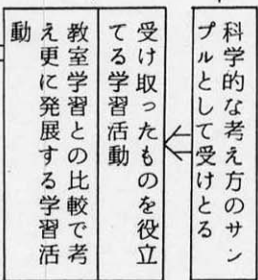 科学的な考え方のサン
プルとして受けとる
受け取ったものを役立
てる学習活動
教室学習との比較で考
え更に発展する学習活
動